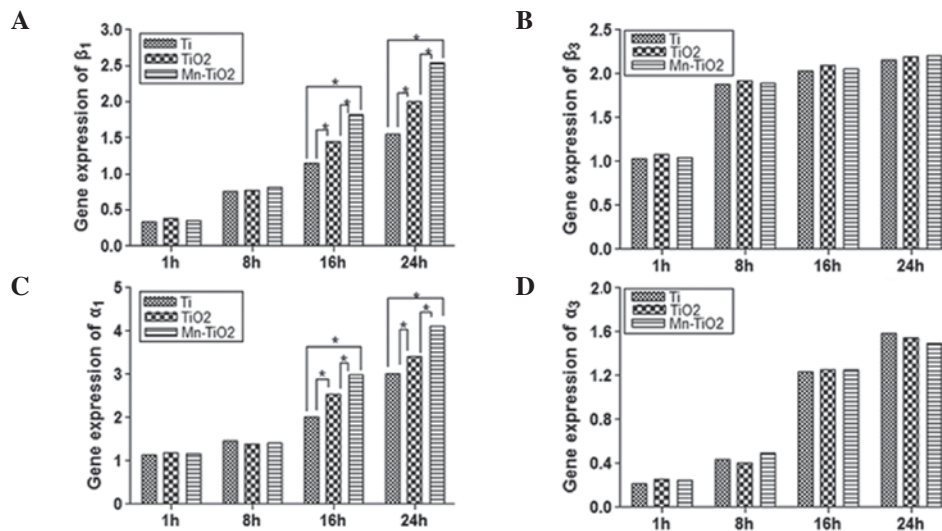 A
Gene expression of β1
3.0
2.5
2.0
1.5
1.0
0.5
0.0
Ti
TiO2
Mn-TiO2
* * *
* * *
1h 8h 16h 24h
B
Gene expression of β3
2.5
2.0
1.5
1.0
0.5
0.0
Ti
TiO2
Mn-TiO2
1h 8h 16h 24h
C
Gene expression of α1
5
4
3
2
1
0
Ti
TiO2
Mn-TiO2
* * *
* * *
1h 8h 16h 24h
D
Gene expression of α3
2.0
1.6
1.2
0.8
0.4
0.0
Ti
TiO2
Mn-TiO2
1h 8h 16h 24h